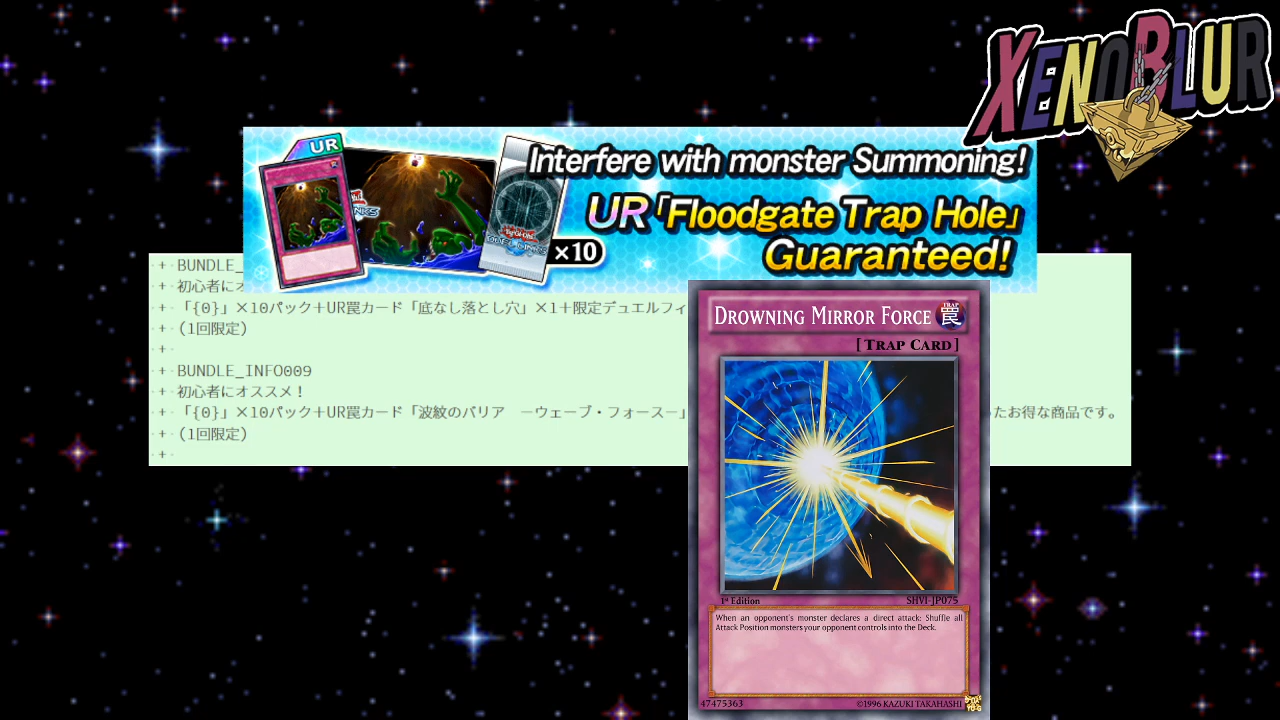 XENOBLUR
UR
Interfere with monster Summoning!
UR「Floodgate Trap Hole」
×10
Guaranteed!
+ BUNDLE_
+ 初心者にオ
+ 「{0}」×10パック＋UR罠カード「底なし落とし穴」×1＋限定デュエルフィ
+ (1回限定)
+
+ BUNDLE_INFO009
+ 初心者にオススメ！
+ 「{0}」×10パック＋UR罠カード「波紋のバリア　－ウェーブ・フォース－」
ったお得な商品です。
+ (1回限定)
+
DROWNING MIRROR FORCE
TRAP
罠
[TRAP CARD]
1st Edition
SHVI-JP075
When an opponent's monster declares a direct attack: Shuffle all
Attack Position monsters your opponent controls into the Deck.
47475363
©1996 KAZUKI TAKAHASHI